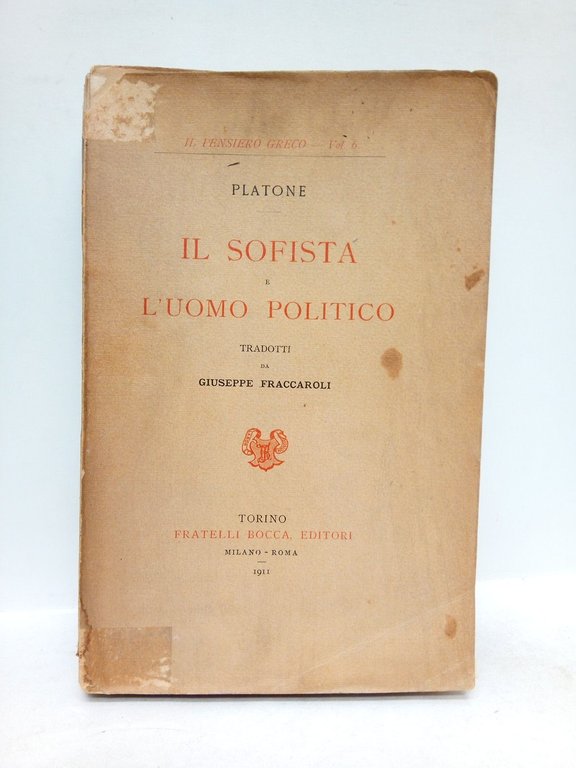 IL PENSIERO GRECO — Vol. 6.
PLATONE
IL SOFISTA
E
L'UOMO POLITICO
TRADOTTI
DA
GIUSEPPE FRACCAROLI
TORINO
FRATELLI BOCCA, EDITORI
MILANO - ROMA
1911